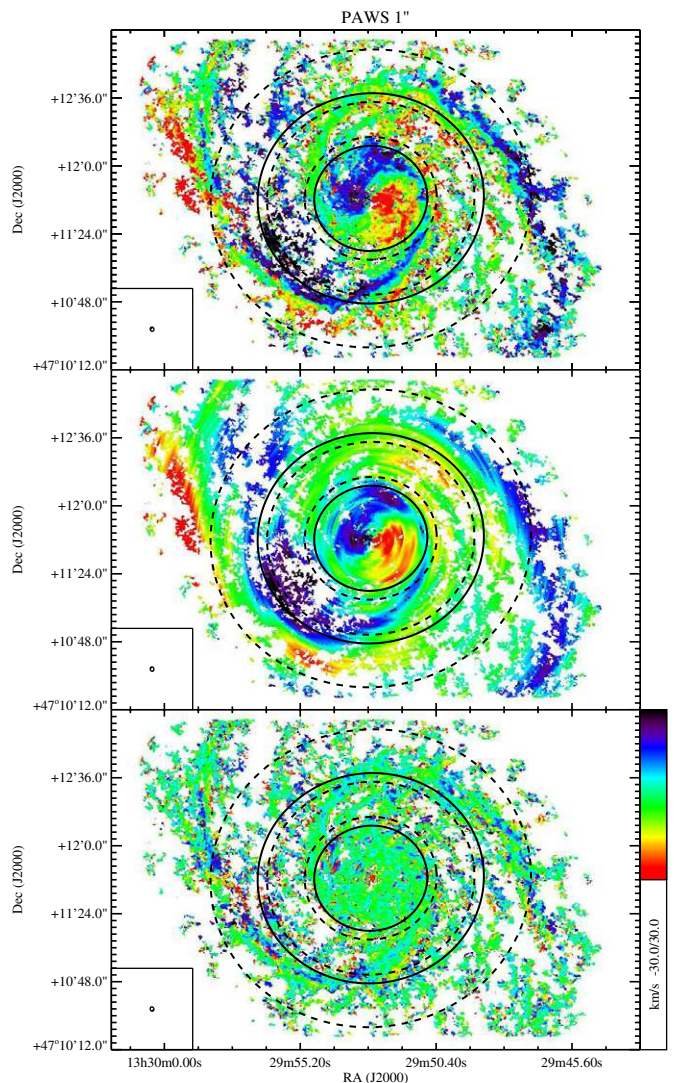 PAWS 1"
+12'36.0"
+12'0.0"
+11'24.0"
+10'48.0"
+47°10'12.0"
Dec (J2000)
+12'36.0"
+12'0.0"
+11'24.0"
+10'48.0"
+47°10'12.0"
Dec (J2000)
+12'36.0"
+12'0.0"
+11'24.0"
+10'48.0"
+47°10'12.0"
Dec (J2000)
km/s -30.0/30.0
13h30m0.00s 29m55.20s 29m50.40s 29m45.60s
RA (J2000)